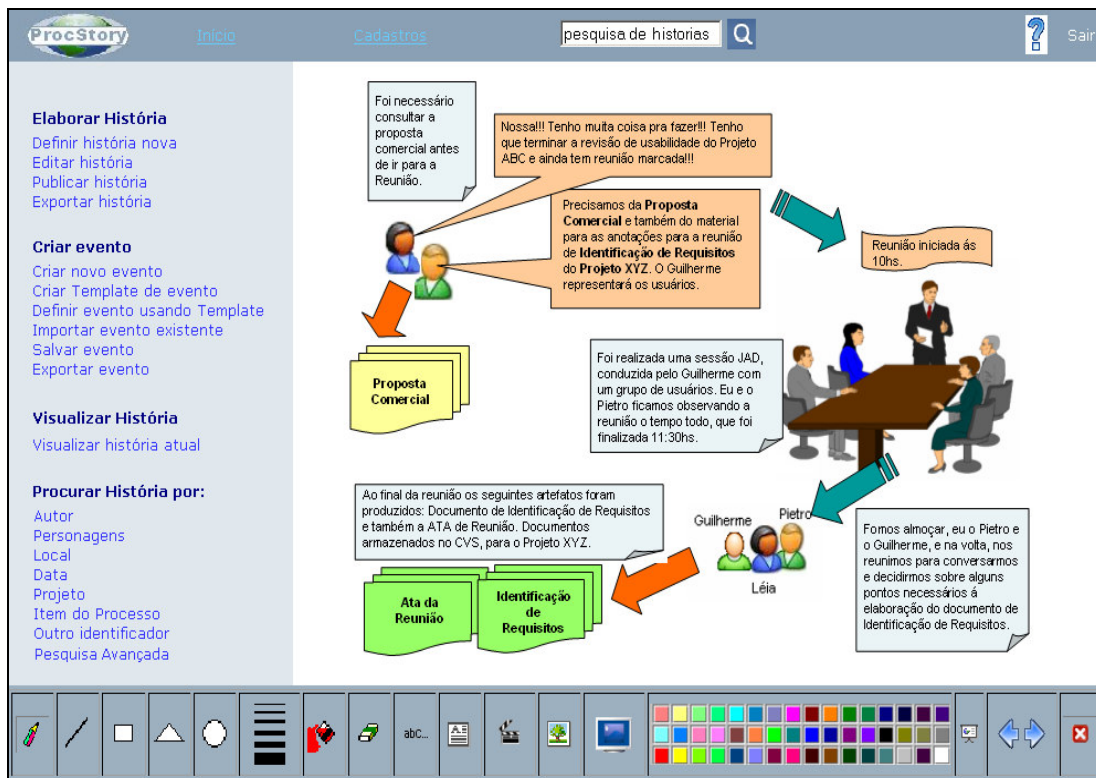 ProcStory
Início
Cadastros
pesquisa de historias
Sair
Elaborar História
Definir história nova
Editar história
Publicar história
Exportar história
Criar evento
Criar novo evento
Criar Template de evento
Definir evento usando Template
Importar evento existente
Salvar evento
Exportar evento
Visualizar História
Visualizar história atual
Procurar História por:
Autor
Personagens
Local
Data
Projeto
Item do Processo
Outro identificador
Pesquisa Avançada
Foi necessário
consultar a
proposta
comercial antes
de ir para a
Reunião.
Nossa!!! Tenho muita coisa pra fazer!!! Tenho
que terminar a revisão de usabilidade do Projeto
ABC e ainda tem reunião marcada!!!
Precisamos da Proposta
Comercial e também do material
para as anotações para a reunião
de Identificação de Requisitos
do Projeto XYZ. O Guilherme
representará os usuários.
Reunião iniciada ás
10hs.
Proposta
Comercial
Foi realizada uma sessão JAD,
conduzida pelo Guilherme com
um grupo de usuários. Eu e o
Pietro ficamos observando a
reunião o tempo todo, que foi
finalizada 11:30hs.
Ao final da reunião os seguintes artefatos foram
produzidos: Documento de Identificação de Requisitos
e também a ATA de Reunião. Documentos
armazenados no CVS, para o Projeto XYZ.
Guilherme
Pietro
Léia
Fomos almoçar, eu o Pietro e
o Guilherme, e na volta, nos
reunimos para conversarmos
e decidirmos sobre alguns
pontos necessários á
elaboração do documento de
Identificação de Requisitos.
Ata da
Reunião
Identificação
de
Requisitos
abC...